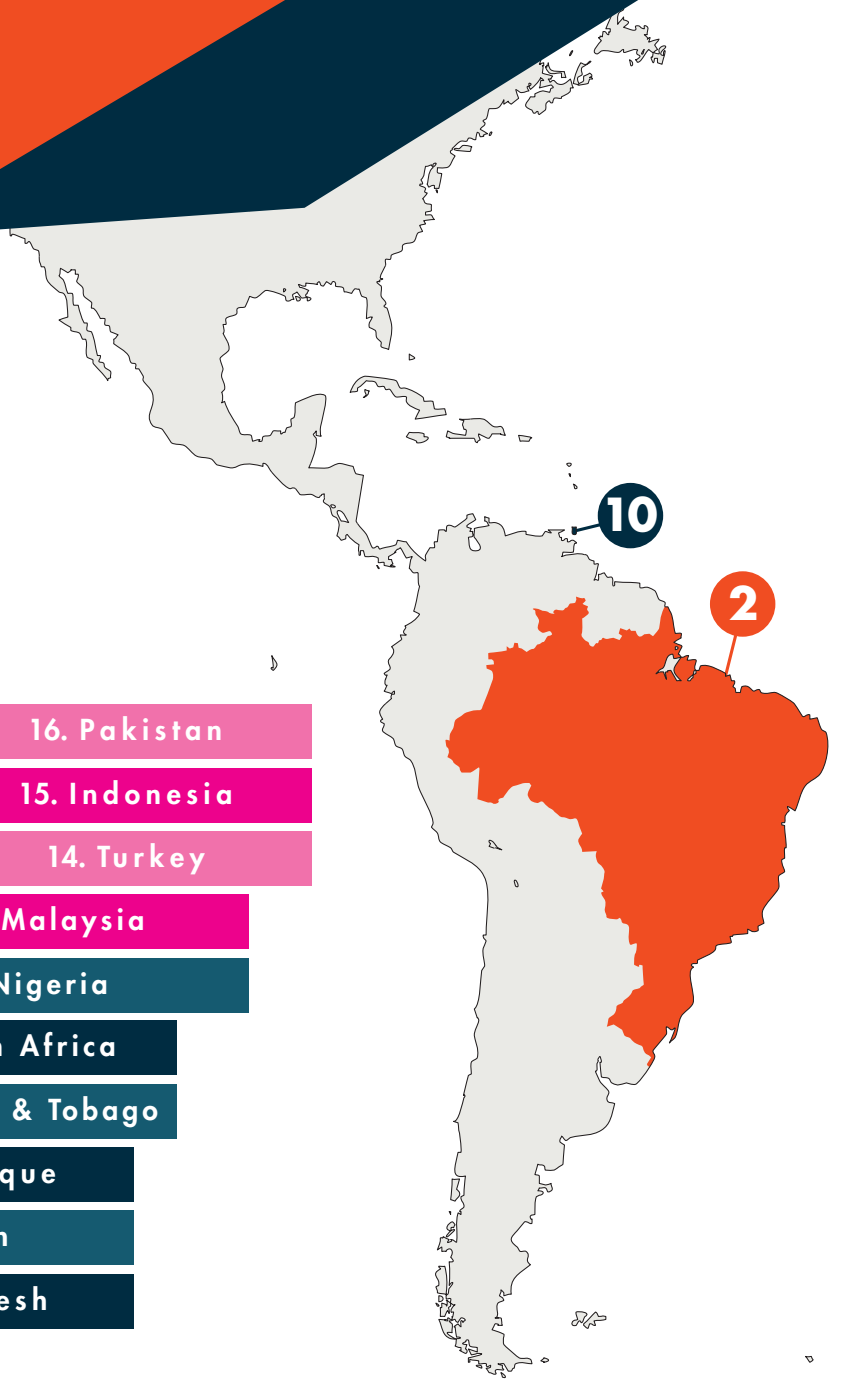 10
2
16. Pakistan
15. Indonesia
14. Turkey
Malaysia
Nigeria
Africa
& Tobago
que
n
esh